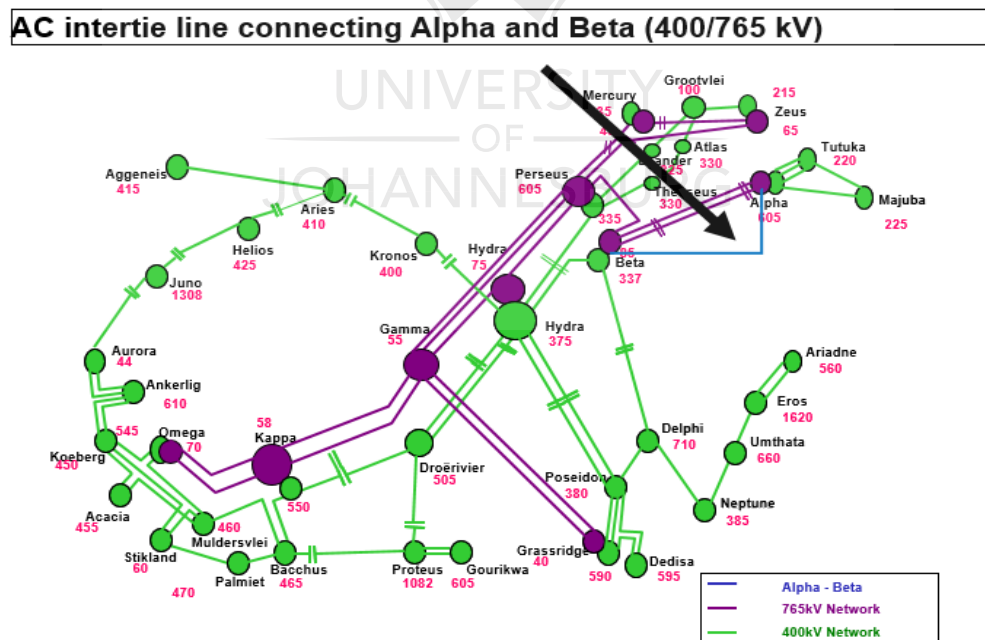 AC intertie line connecting Alpha and Beta (400/765 kV)
UNIVERSITY
OF
JOHANNESBURG
Mercury
Grootvlei
100
215
Zeus
65
Atlas
330
Tutuka
220
Majuba
225
Alpha
605
Theseus
330
Perseus
605
335
Beta
337
Aggeneis
415
Aries
410
Helios
425
Kronos
400
Juno
1308
Hydra
75
Hydra
375
Gamma
55
Aurora
44
Ankerlig
610
545
Koeberg
450
Omega
70
58
Kappa
550
Droërivier
505
Acacia
455
Stikland
60
460
Muldersvlei
470
Palmiet
Bacchus
465
Proteus
1082
Gourikwa
605
Poseidon
380
Grassridge
40
590
Dedisa
595
Delphi
710
Neptune
385
Umthata
660
Eros
1620
Ariadne
560
Alpha - Beta
765kV Network
400kV Network